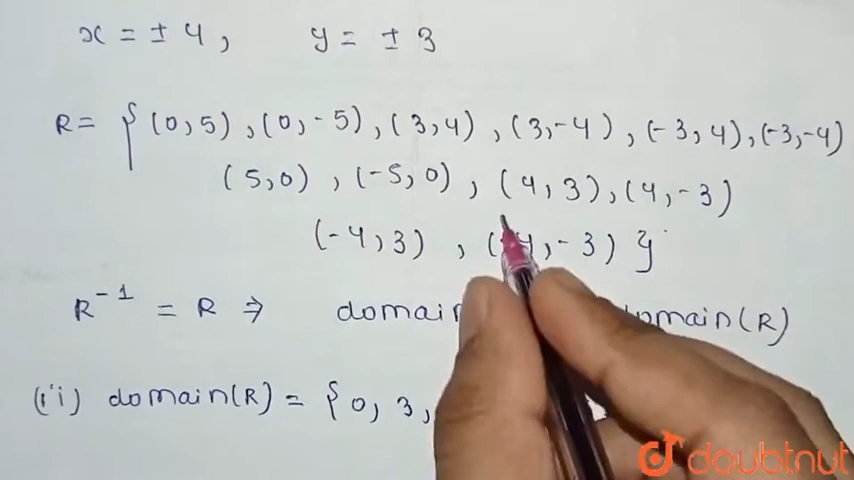 x = ± 4, y = ± 3
R = { (0,5), (0,-5), (3,4), (3,-4), (-3,4), (-3,-4)
(5,0), (-5,0), (4,3), (4,-3)
(-4,3), ( 4,-3) }
R⁻¹ = R ⇒ domain domain(R)
(ii) domain(R) = { 0, 3,
doubtnut